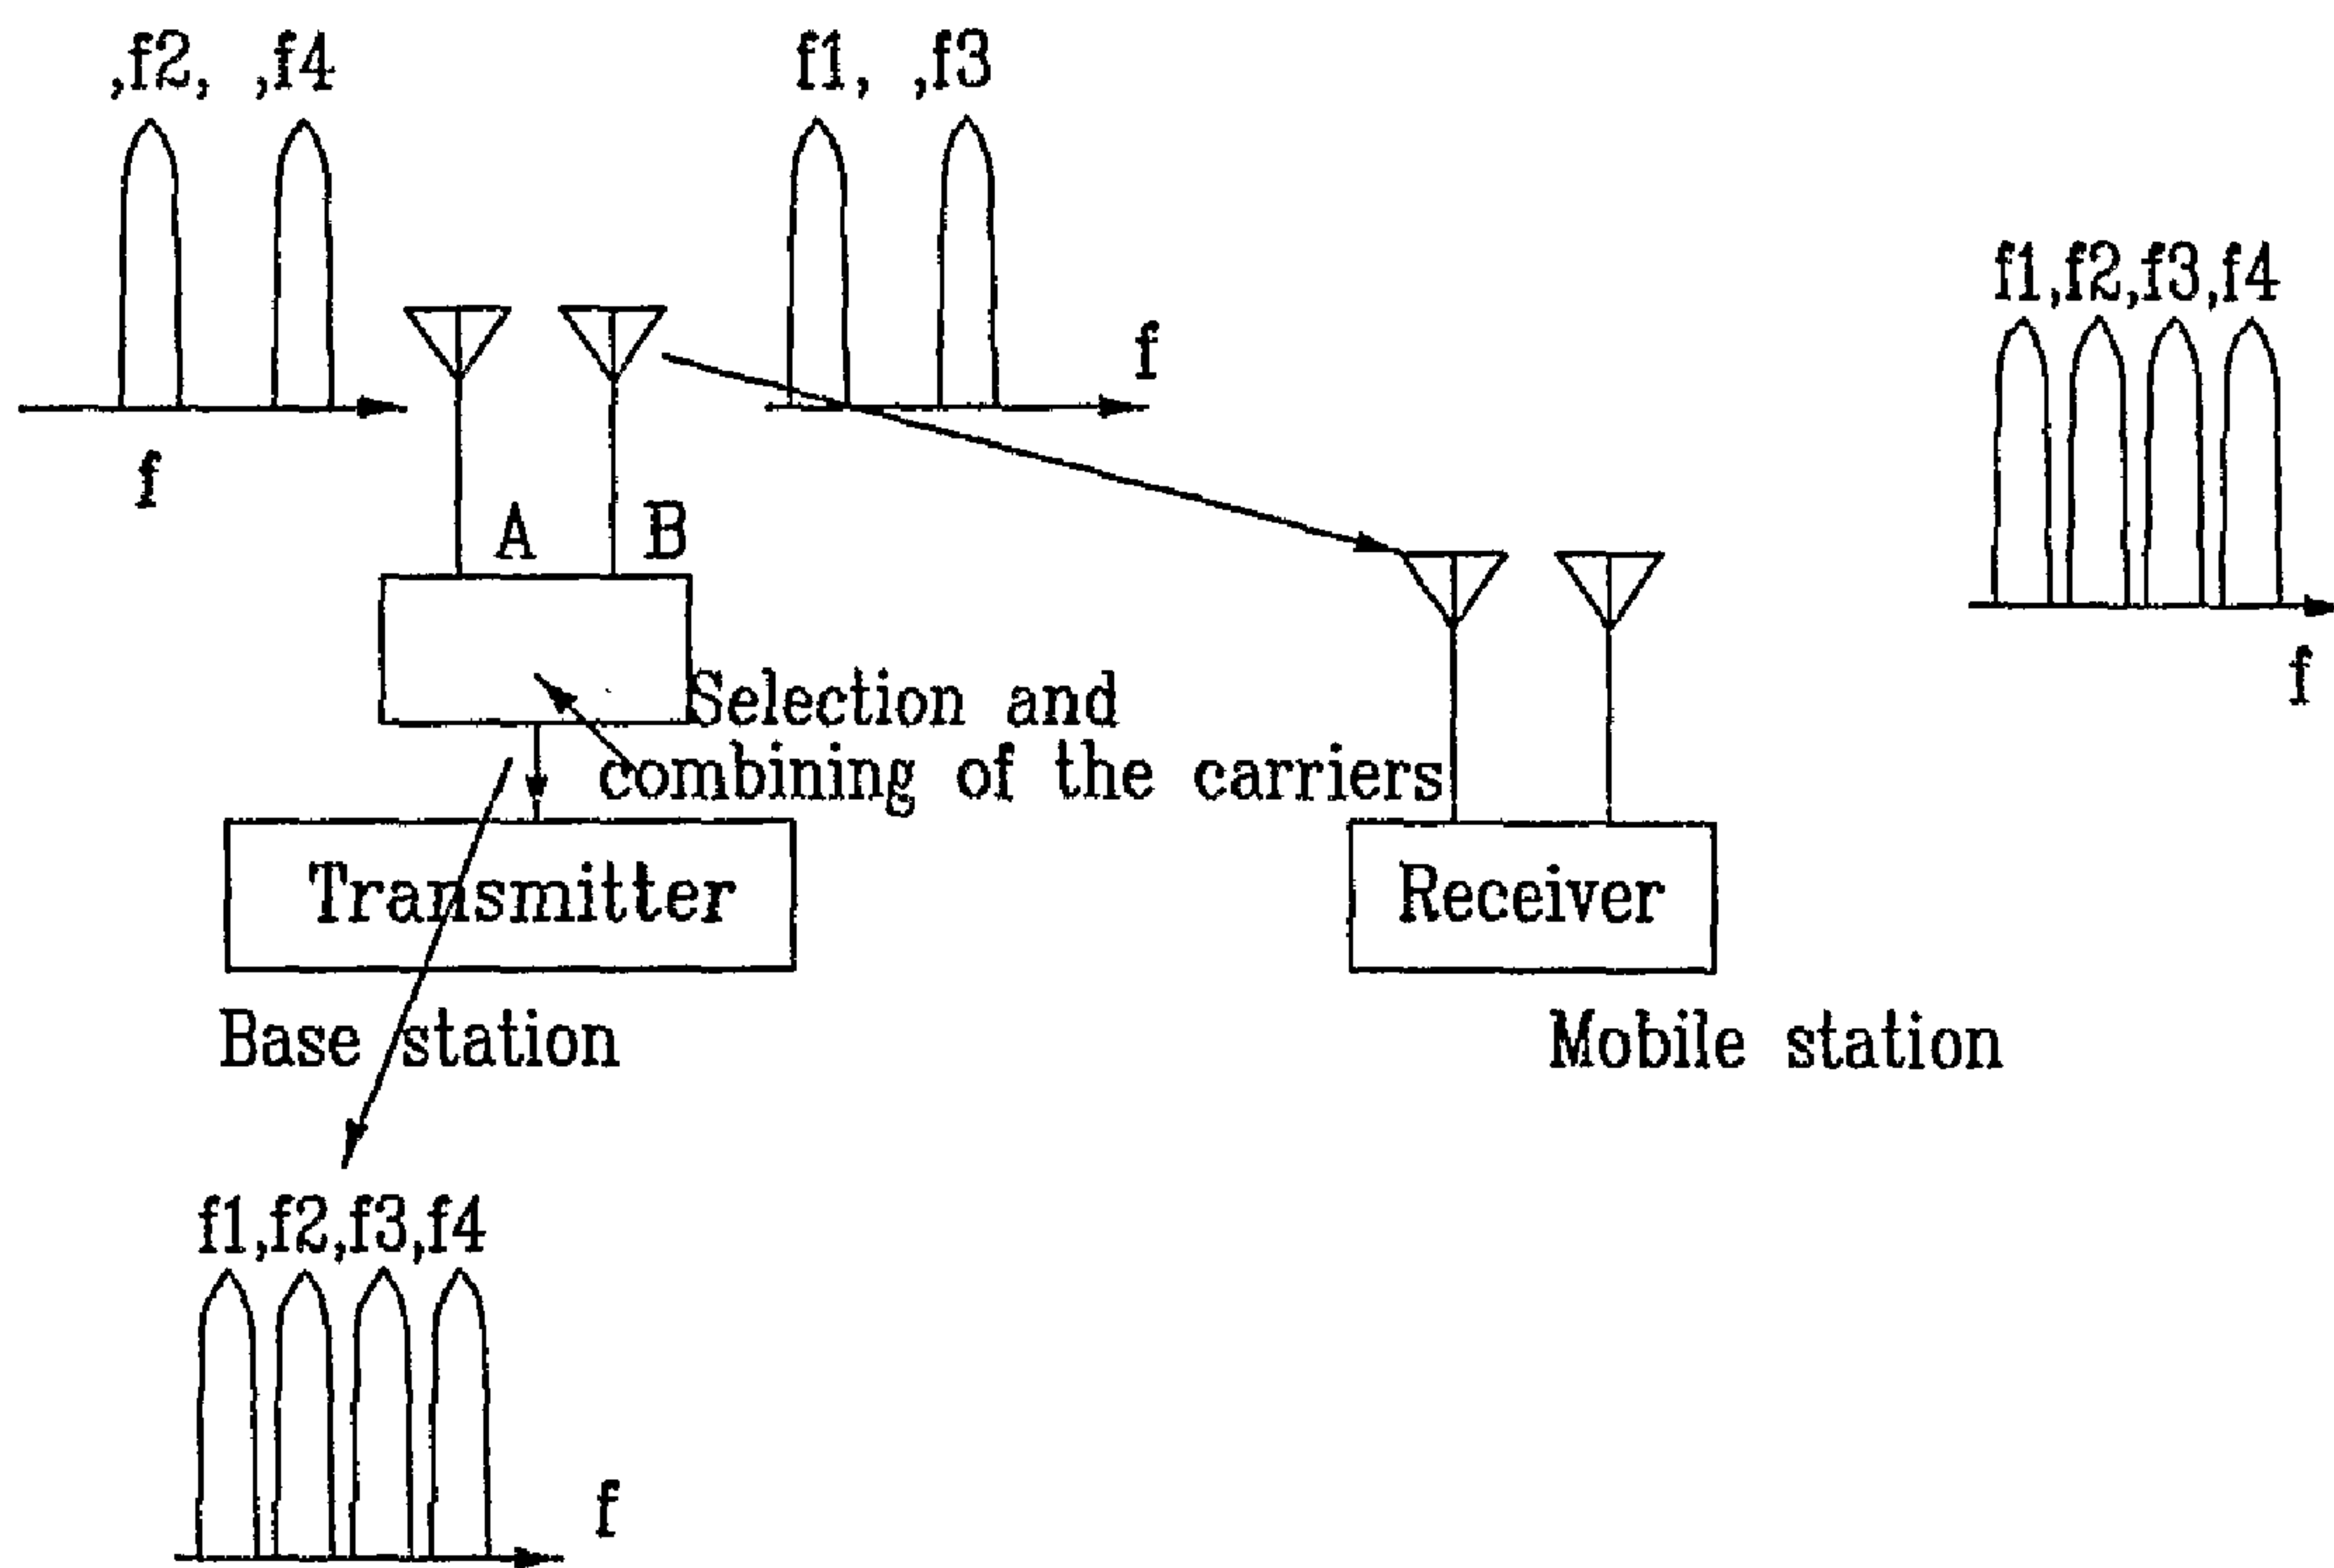 ,f2, ,f4
f1, ,f3
f1,f2,f3,f4
f
f
f
A
B
Selection and
combining of the carriers
Transmitter
Receiver
Base station
Mobile station
f1,f2,f3,f4
f